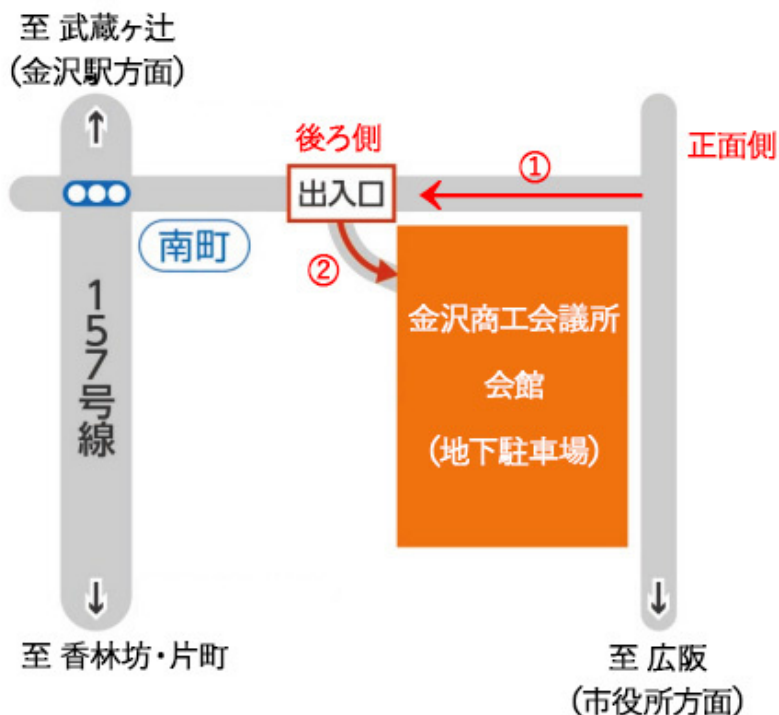 至 武蔵ヶ辻
(金沢駅方面)
後ろ側
①
正面側
出入口
南町
②
157号線
金沢商工会議所
会館
(地下駐車場)
至 香林坊・片町
至 広阪
(市役所方面)